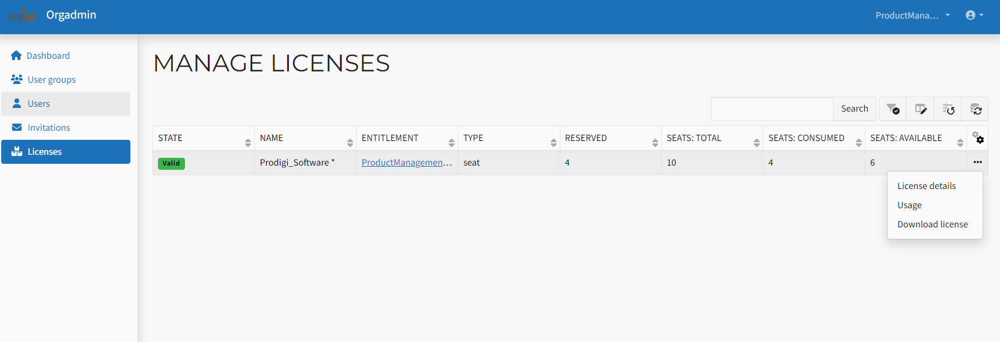 Orgadmin
ProductMana...
Dashboard
User groups
Users
Invitations
Licenses
MANAGE LICENSES
Search
STATE NAME ENTITLEMENT TYPE RESERVED SEATS: TOTAL SEATS: CONSUMED SEATS: AVAILABLE
Valid Prodigi_Software * ProductManagemen... seat 4 10 4 6
License details
Usage
Download license